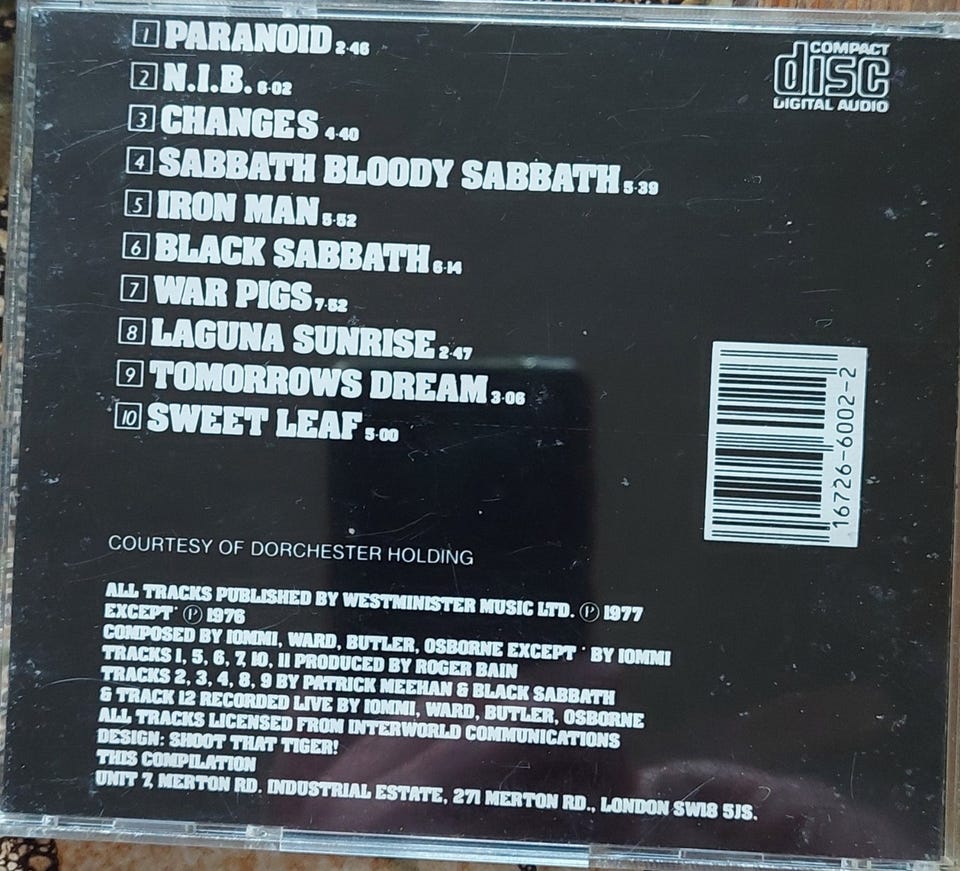 1 PARANOID 2·46
2 N.I.B. 6·02
3 CHANGES 4·40
4 SABBATH BLOODY SABBATH 5·39
5 IRON MAN 5·52
6 BLACK SABBATH 6·14
7 WAR PIGS 7·52
8 LAGUNA SUNRISE 2·47
9 TOMORROWS DREAM 3·06
10 SWEET LEAF 5·00
COMPACT
disc
DIGITAL AUDIO
16726-6002-2
COURTESY OF DORCHESTER HOLDING
ALL TRACKS PUBLISHED BY WESTMINISTER MUSIC LTD. ℗ 1977
EXCEPT * ℗ 1976
COMPOSED BY IOMMI, WARD, BUTLER, OSBORNE EXCEPT * BY IOMMI
TRACKS 1, 5, 6, 7, 10, 11 PRODUCED BY ROGER BAIN
TRACKS 2, 3, 4, 8, 9 BY PATRICK MEEHAN & BLACK SABBATH
& TRACK 12 RECORDED LIVE BY IOMMI, WARD, BUTLER, OSBORNE
ALL TRACKS LICENSED FROM INTERWORLD COMMUNICATIONS
DESIGN: SHOOT THAT TIGER!
THIS COMPILATION
UNIT 7, MERTON RD. INDUSTRIAL ESTATE, 271 MERTON RD., LONDON SW18 5JS.